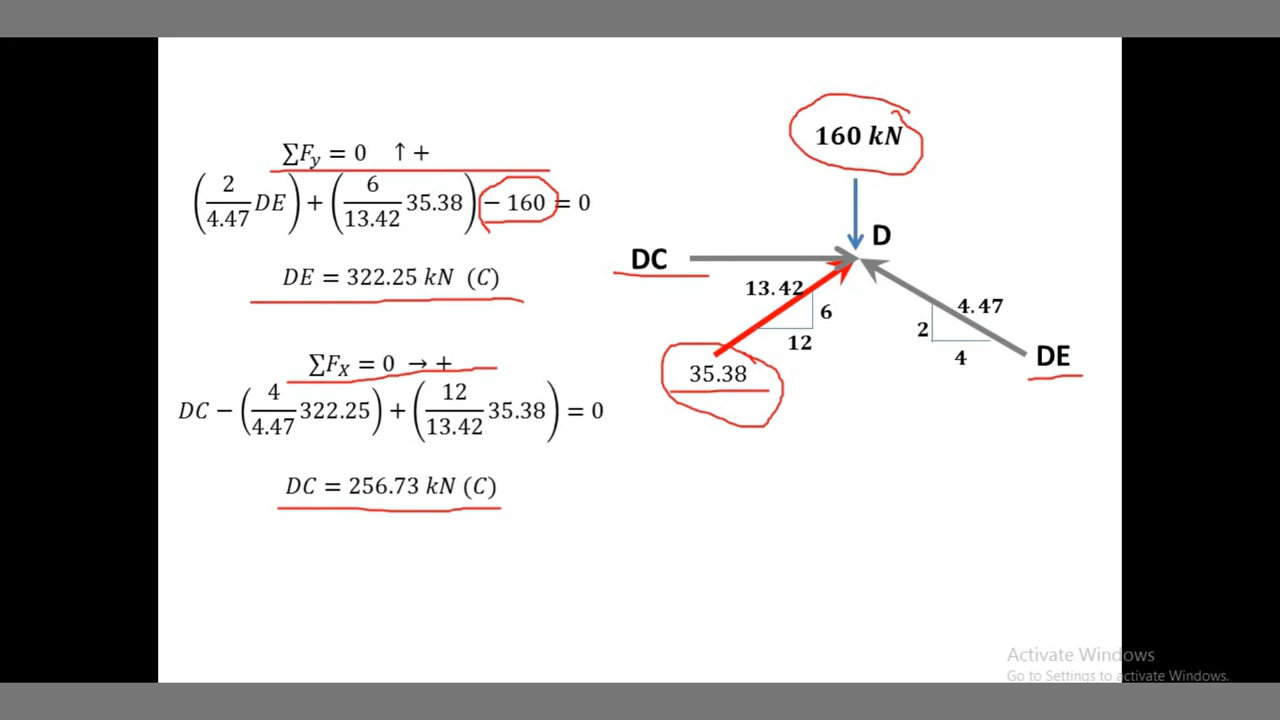 ∑Fy = 0 ↑ +
(2/4.47 DE) + (6/13.42 35.38) − 160 = 0
DE = 322.25 kN (C)
∑Fx = 0 → +
DC − (4/4.47 322.25) + (12/13.42 35.38) = 0
DC = 256.73 kN (C)
160 kN
D
DC
13.42
6
12
35.38
4.47
2
4
DE
Activate Windows
Go to Settings to activate Windows.